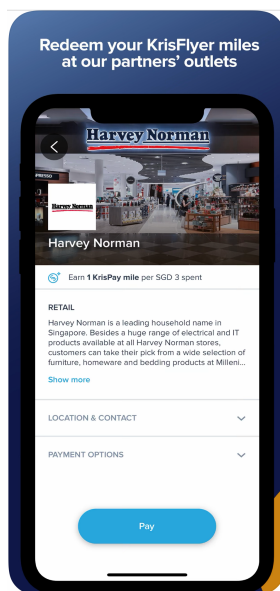 Redeem your KrisFlyer miles
at our partners' outlets
Harvey Norman
Harvey Norman
Harvey Norman
Earn 1 KrisPay mile per SGD 3 spent
RETAIL
Harvey Norman is a leading household name in
Singapore. Besides a huge range of electrical and IT
products available at all Harvey Norman stores,
customers can take their pick from a wide selection of
furniture, homeware and bedding products at Milleni...
Show more
LOCATION & CONTACT
PAYMENT OPTIONS
Pay